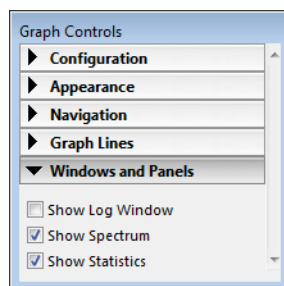 Graph Controls
Configuration
Appearance
Navigation
Graph Lines
Windows and Panels
Show Log Window
Show Spectrum
Show Statistics